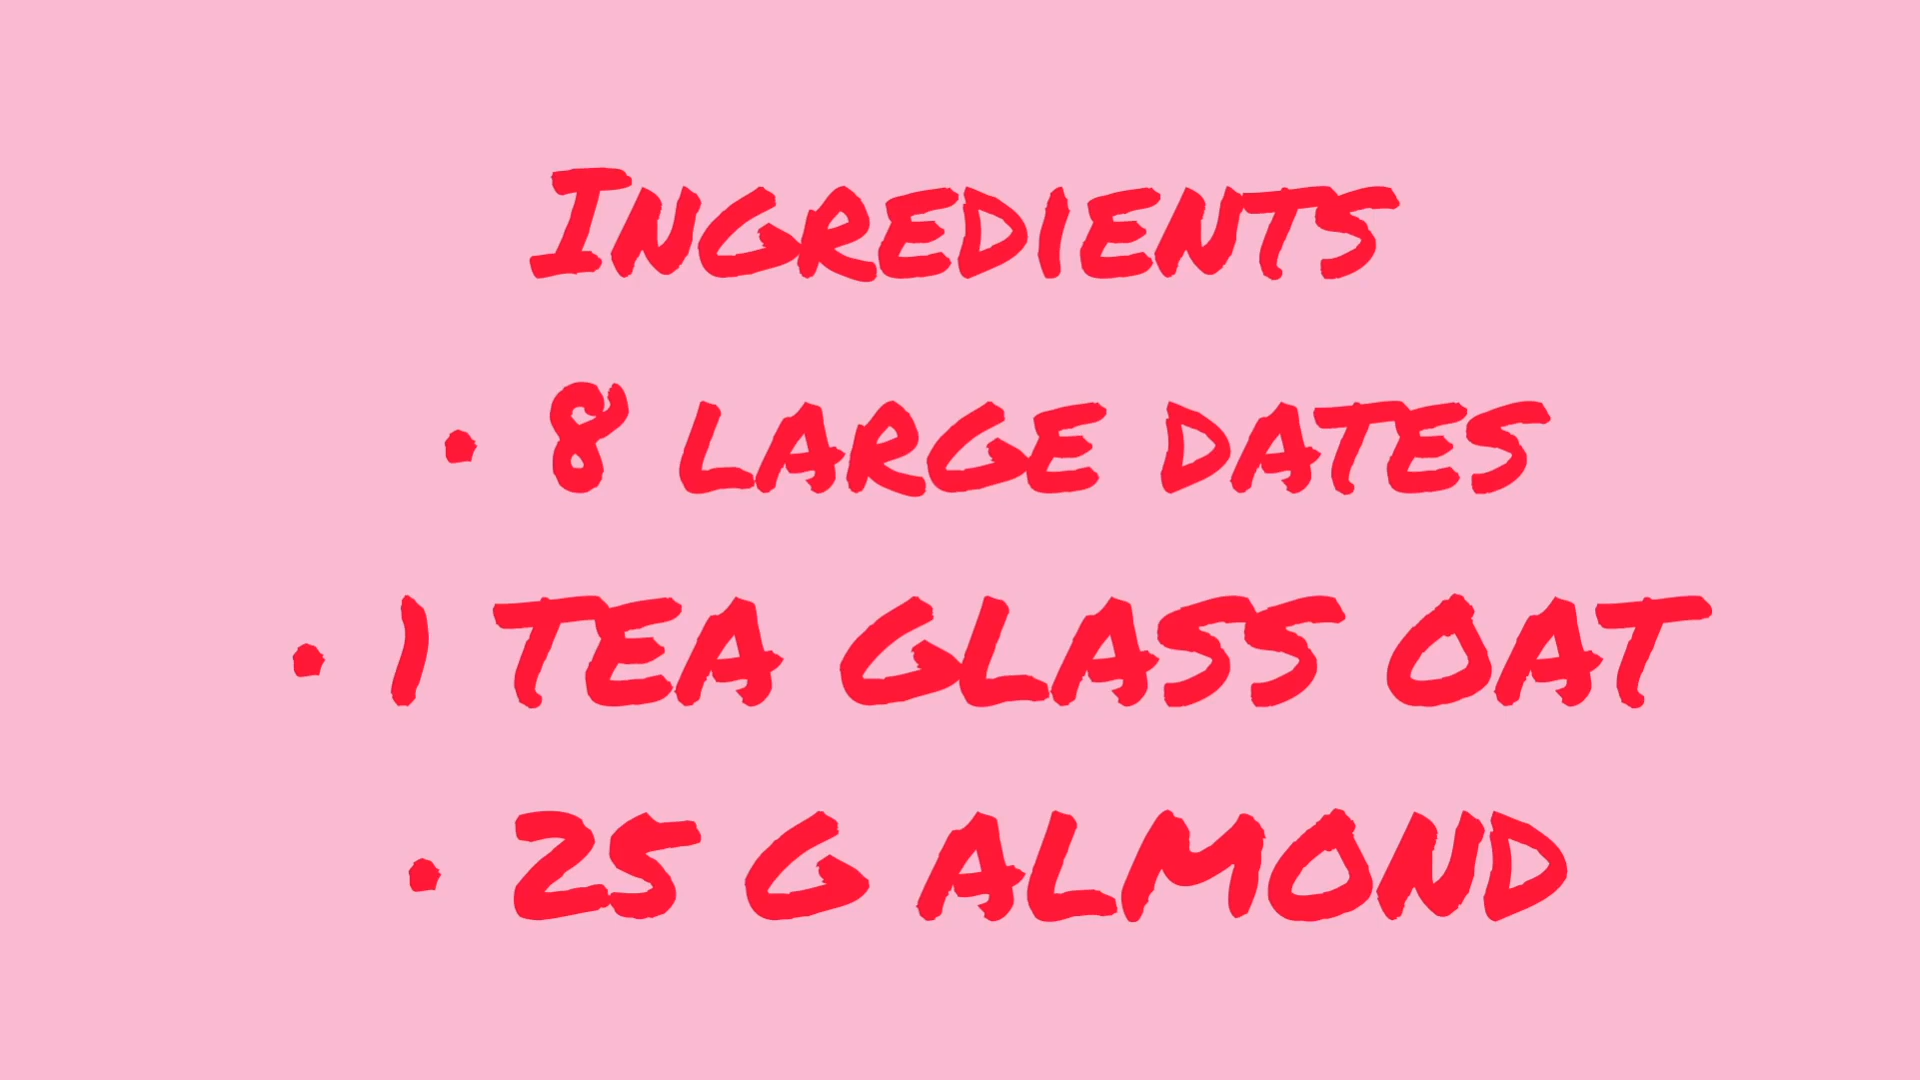 Ingredients
• 8 large dates
• 1 TEA GLASS OAT
• 25 G ALMOND